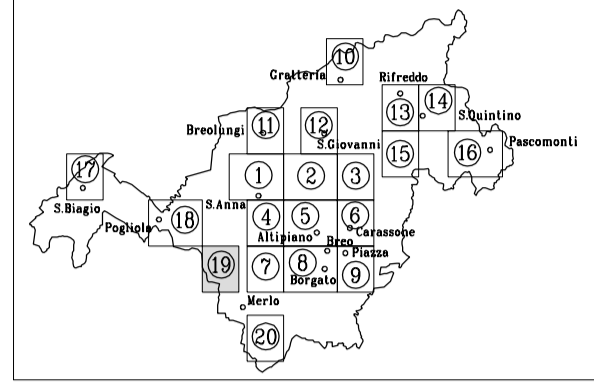 10
Gratteria
Rifreddo
13
14
S.Quintino
Breolungi
11
12
S.Giovanni
15
16
Pascomonti
17
S.Biagio
1
2
3
S.Anna
Pogliola
18
4
5
6
Altipiano
Carassone
Breo
19
7
8
Piazza
Borgato
9
Merlo
20